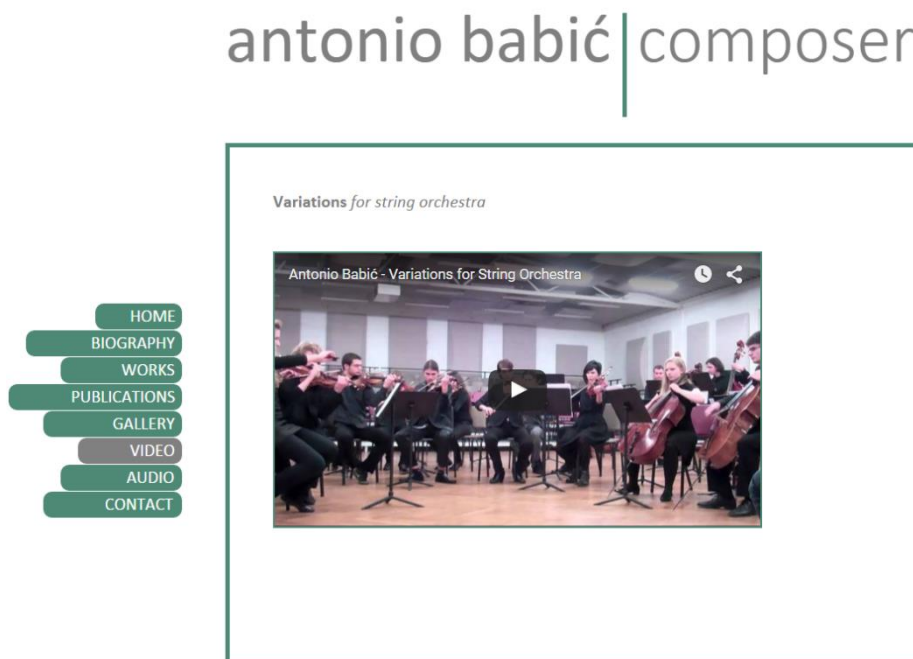 antonio babić composer
Variations for string orchestra
Antonio Babić - Variations for String Orchestra
HOME
BIOGRAPHY
WORKS
PUBLICATIONS
GALLERY
VIDEO
AUDIO
CONTACT